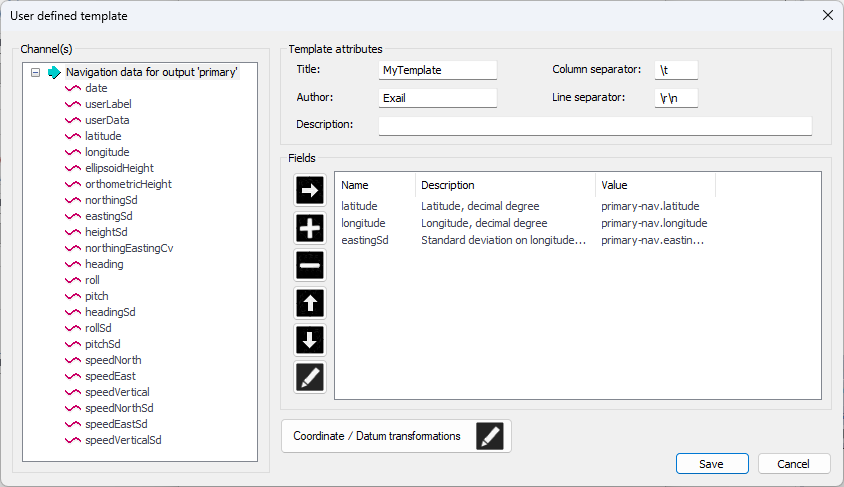 User defined template
Channel(s)
Navigation data for output 'primary'
date
userLabel
userData
latitude
longitude
ellipsoidHeight
orthometricHeight
northingSd
eastingSd
heightSd
northingEastingCv
heading
roll
pitch
headingSd
rollSd
pitchSd
speedNorth
speedEast
speedVertical
speedNorthSd
speedEastSd
speedVerticalSd
Template attributes
Title: MyTemplate Column separator: \t
Author: Exail Line separator: \r\n
Description:
Fields
Name Description Value
latitude Latitude, decimal degree primary-nav.latitude
longitude Longitude, decimal degree primary-nav.longitude
eastingSd Standard deviation on longitude... primary-nav.eastin...
Coordinate / Datum transformations
Save Cancel